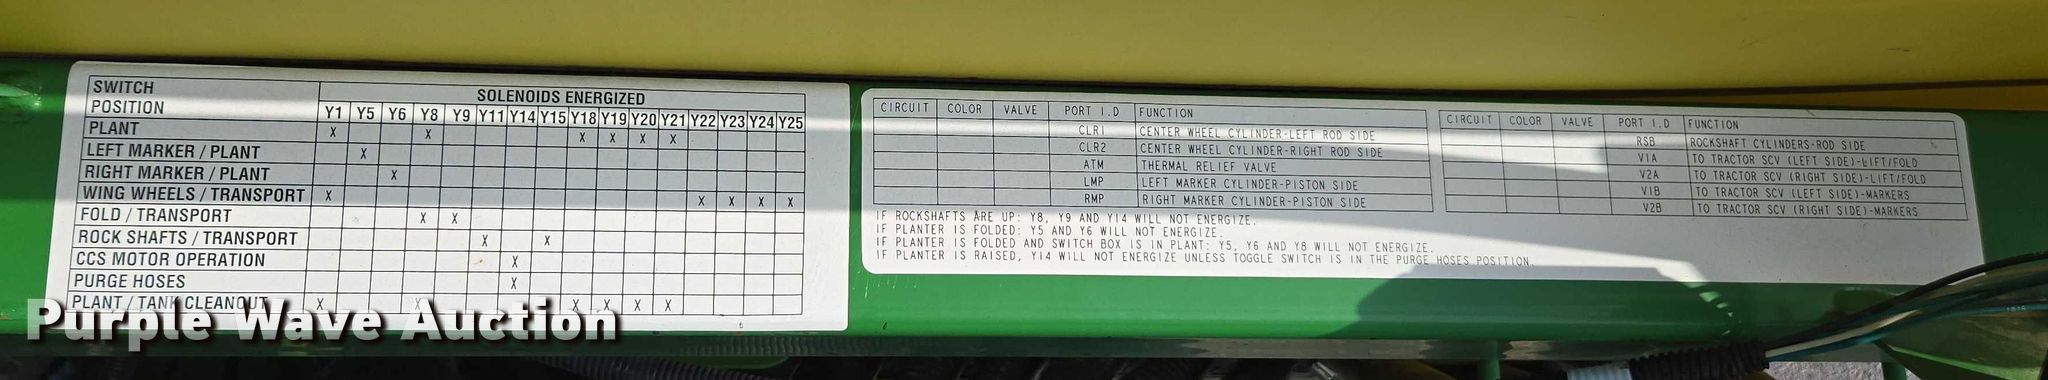 SWITCH POSITION SOLENOIDS ENERGIZED
Y1 Y5 Y6 Y8 Y9 Y11 Y14 Y15 Y18 Y19 Y20 Y21 Y22 Y23 Y24 Y25
PLANT X X X X X X
LEFT MARKER / PLANT X
RIGHT MARKER / PLANT X
WING WHEELS / TRANSPORT X X X X X
FOLD / TRANSPORT X X
ROCK SHAFTS / TRANSPORT X X
CCS MOTOR OPERATION X
PURGE HOSES X
PLANT / TANK CLEANOUT X X X X X X
CIRCUIT COLOR VALVE PORT I.D FUNCTION
CLR1 CENTER WHEEL CYLINDER-LEFT ROD SIDE
CLR2 CENTER WHEEL CYLINDER-RIGHT ROD SIDE
ATM THERMAL RELIEF VALVE
LMP LEFT MARKER CYLINDER-PISTON SIDE
RMP RIGHT MARKER CYLINDER-PISTON SIDE
CIRCUIT COLOR VALVE PORT I.D FUNCTION
RSB ROCKSHAFT CYLINDERS-ROD SIDE
V1A TO TRACTOR SCV (LEFT SIDE)-LIFT/FOLD
V2A TO TRACTOR SCV (RIGHT SIDE)-LIFT/FOLD
V1B TO TRACTOR SCV (LEFT SIDE)-MARKERS
V2B TO TRACTOR SCV (RIGHT SIDE)-MARKERS
IF ROCKSHAFTS ARE UP: Y8, Y9 AND Y14 WILL NOT ENERGIZE.
IF PLANTER IS FOLDED: Y5 AND Y6 WILL NOT ENERGIZE.
IF PLANTER IS FOLDED AND SWITCH BOX IS IN PLANT: Y5, Y6 AND Y8 WILL NOT ENERGIZE.
IF PLANTER IS RAISED, Y14 WILL NOT ENERGIZE UNLESS TOGGLE SWITCH IS IN THE PURGE HOSES POSITION.
Purple Wave Auction